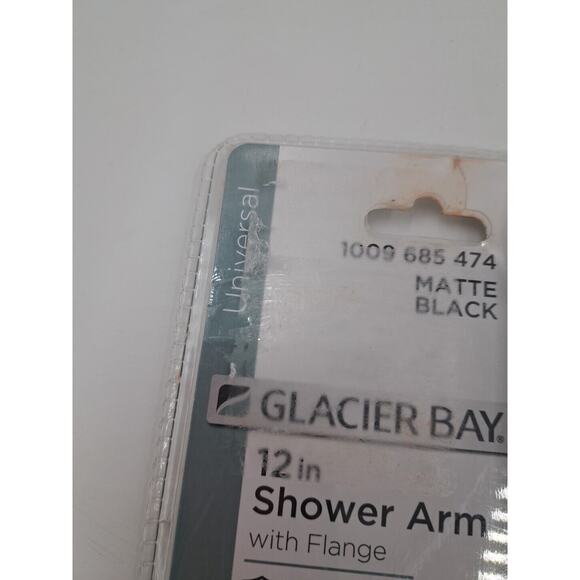 Universal
1009 685 474
MATTE
BLACK
GLACIER BAY®
12 in
Shower Arm
with Flange